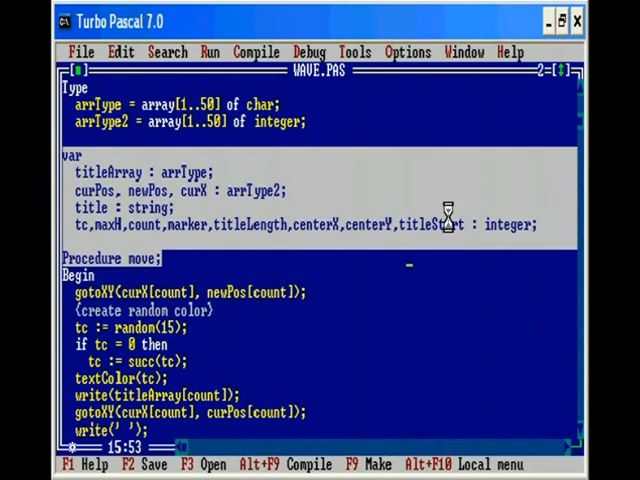 Turbo Pascal 7.0
File Edit Search Run Compile Debug Tools Options Window Help
WAVE.PAS 2=[↕]
Type
arrType = array[1..50] of char;
arrType2 = array[1..50] of integer;
var
titleArray : arrType;
curPos, newPos, curX : arrType2;
title : string;
tc,maxH,count,marker,titleLength,centerX,centerY,titleStart : integer;
Procedure move;
Begin
gotoXY(curX[count], newPos[count]);
{create random color}
tc := random(15);
if tc = 0 then
tc := succ(tc);
textColor(tc);
write(titleArray[count]);
gotoXY(curX[count], curPos[count]);
write(' ');
15:53
F1 Help F2 Save F3 Open Alt+F9 Compile F9 Make Alt+F10 Local menu